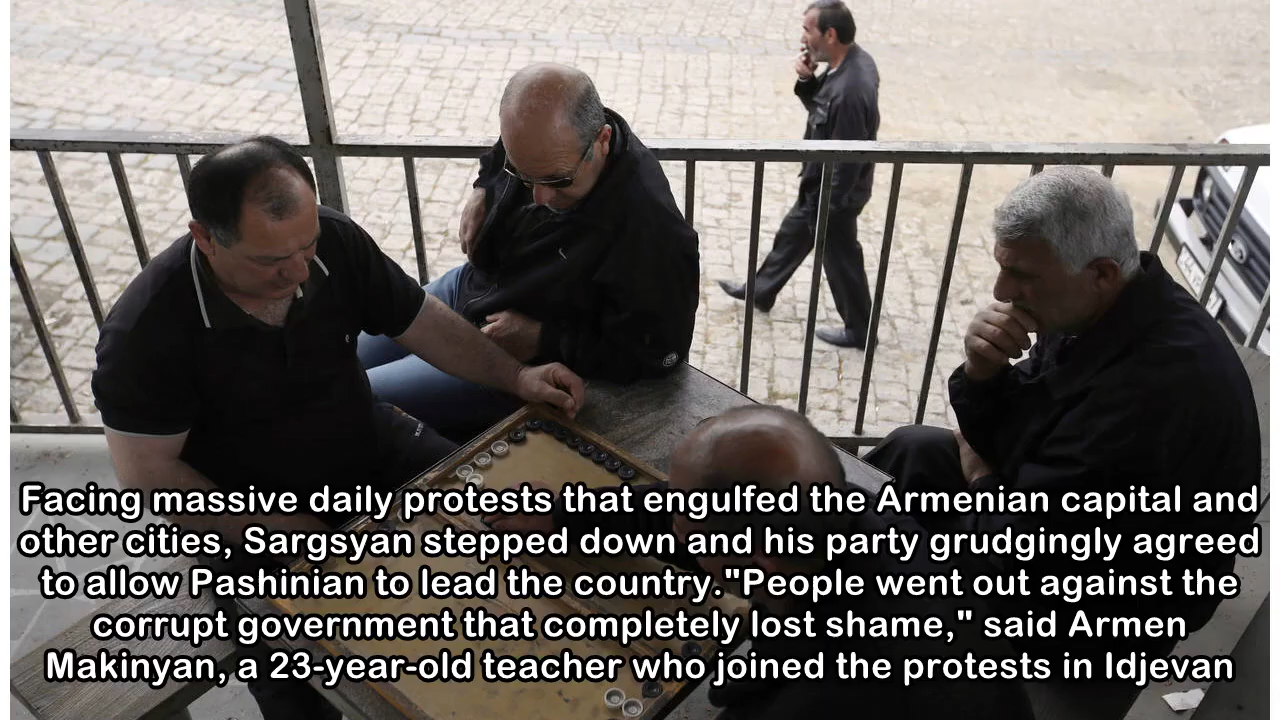 Facing massive daily protests that engulfed the Armenian capital and
other cities, Sargsyan stepped down and his party grudgingly agreed
to allow Pashinian to lead the country."People went out against the
corrupt government that completely lost shame," said Armen
Makinyan, a 23-year-old teacher who joined the protests in Idjevan